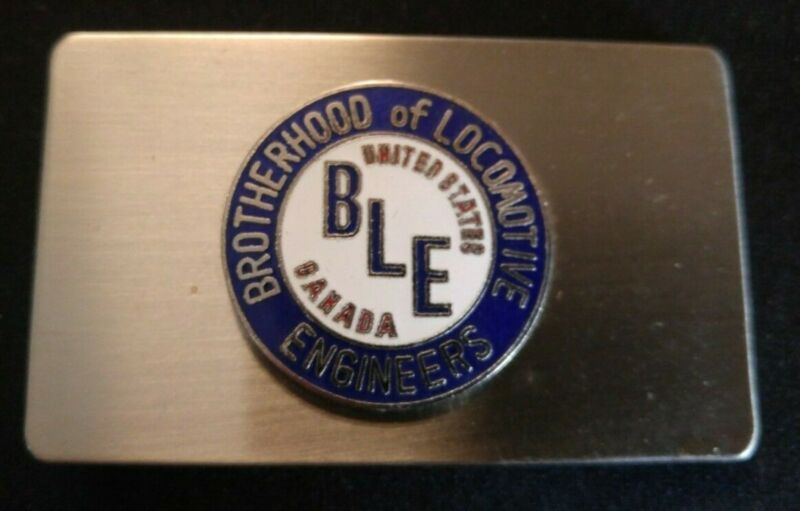 BROTHERHOOD of LOCOMOTIVE
ENGINEERS
UNITED STATES
BLE
CANADA